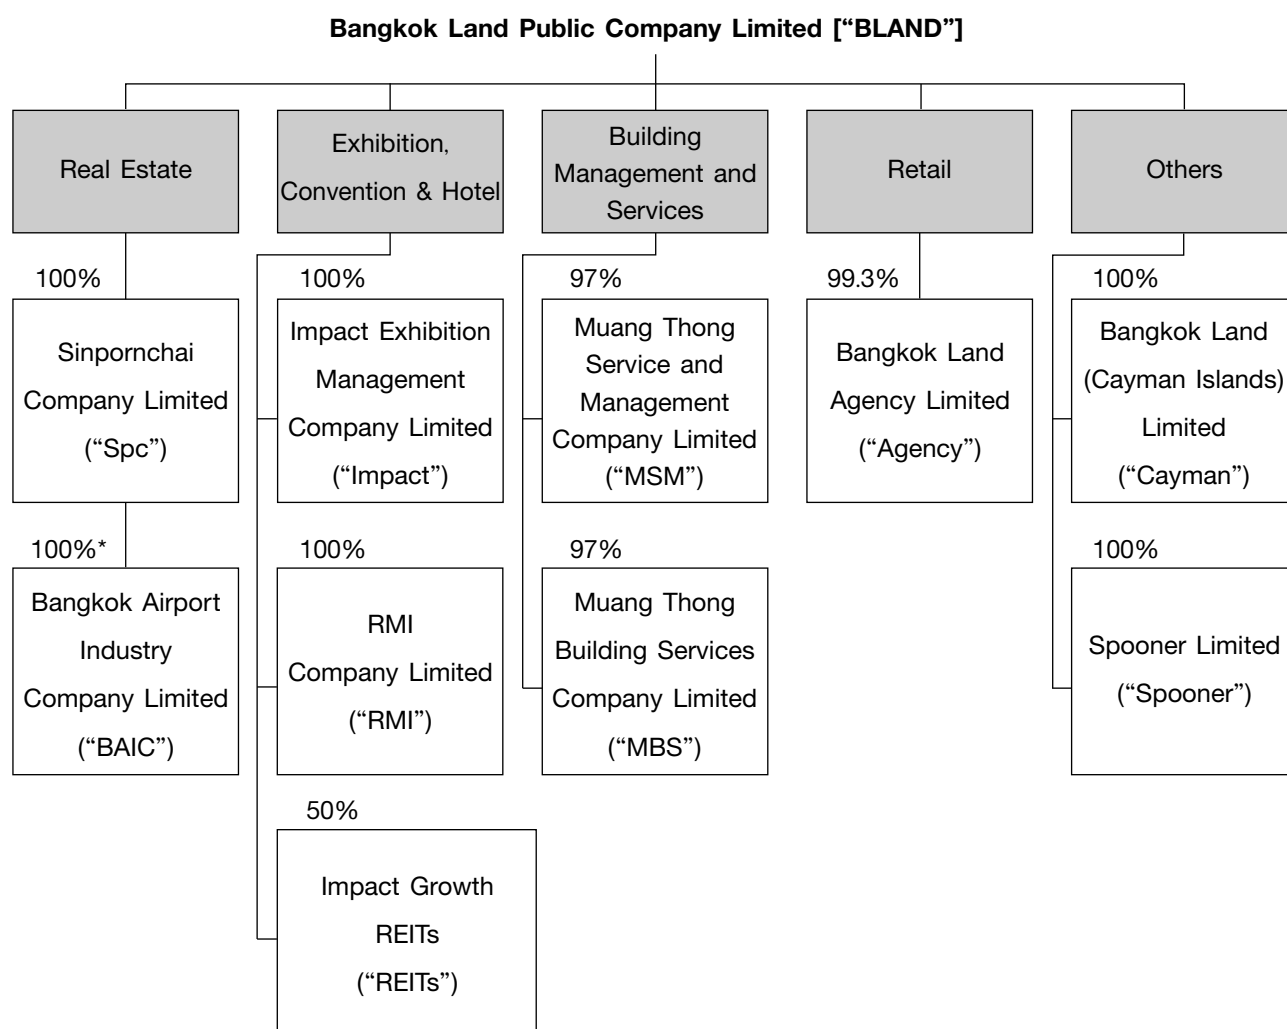 Bangkok Land Public Company Limited [“BLAND”]
Real Estate
Exhibition,
Convention & Hotel
Building
Management and
Services
Retail
Others
100%
Sinpornchai
Company Limited
(“Spc”)
100%*
Bangkok Airport
Industry
Company Limited
(“BAIC”)
100%
Impact Exhibition
Management
Company Limited
(“Impact”)
100%
RMI
Company Limited
(“RMI”)
50%
Impact Growth
REITs
(“REITs”)
97%
Muang Thong
Service and
Management
Company Limited
(“MSM”)
97%
Muang Thong
Building Services
Company Limited
(“MBS”)
99.3%
Bangkok Land
Agency Limited
(“Agency”)
100%
Bangkok Land
(Cayman Islands)
Limited
(“Cayman”)
100%
Spooner Limited
(“Spooner”)